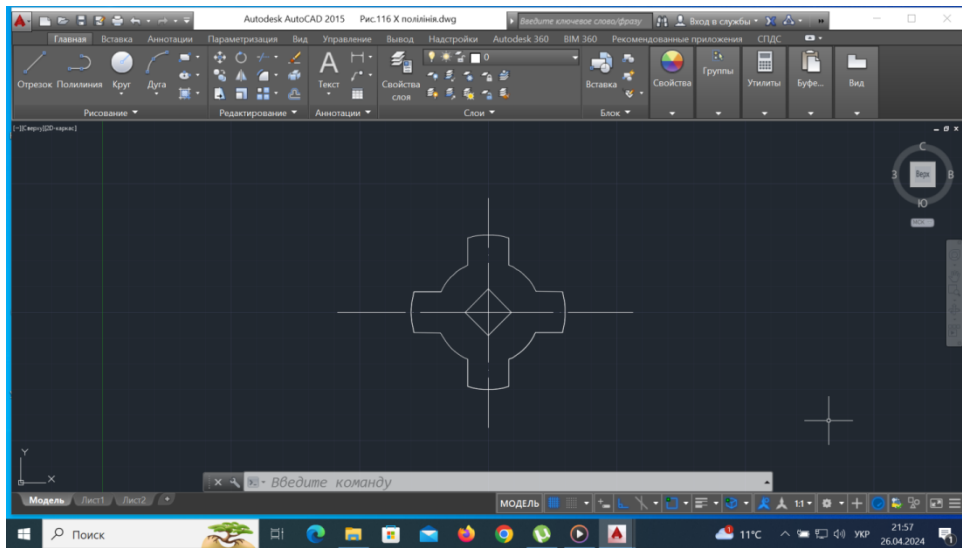 Autodesk AutoCAD 2015 Рис.116 X полілінія.dwg
Введите ключевое слово/фразу
Вход в службы
Главная Вставка Аннотации Параметризация Вид Управление Вывод Надстройки Autodesk 360 BIM 360 Рекомендованные приложения СПДС
Отрезок Полилиния Круг Дуга
Текст
Свойства слоя
0
Вставка
Свойства
Группы
Утилиты
Буфе...
Вид
Рисование
Редактирование
Аннотации
Слои
Блок
[−][Сверху][2D-каркас]
С
З Верх В
Ю
МСК
Y
X
Введите команду
Модель Лист1 Лист2 +
МОДЕЛЬ
1:1
Поиск
11°C
УКР
21:57
26.04.2024
1